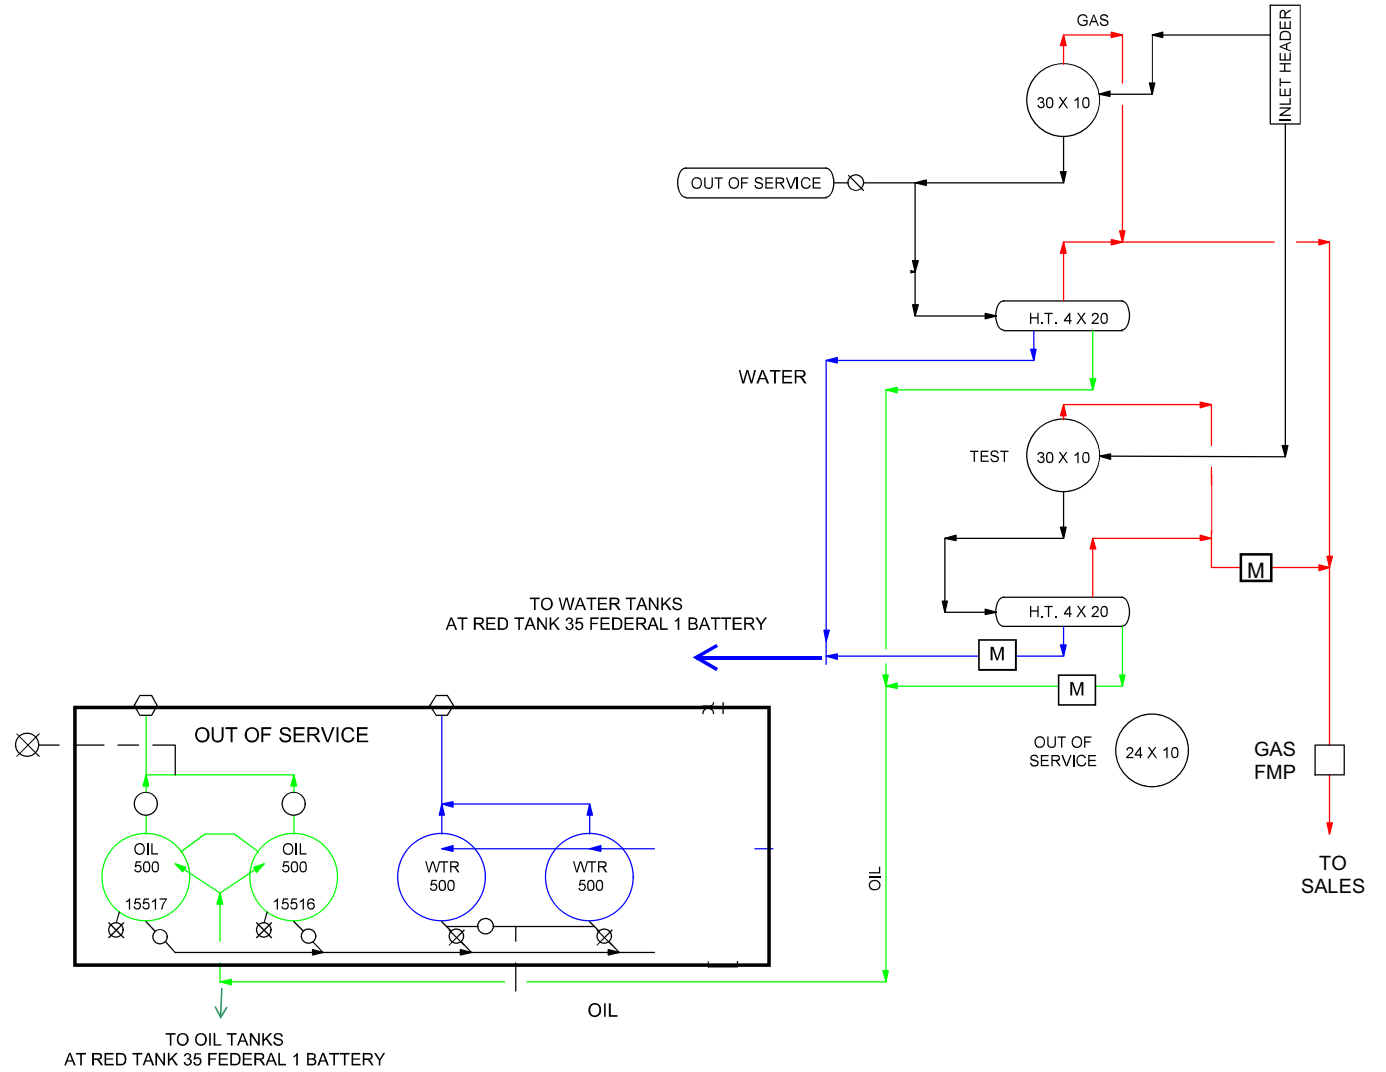 GAS
INLET HEADER
30 X 10
OUT OF SERVICE
H.T. 4 X 20
WATER
TEST
30 X 10
M
TO WATER TANKS
AT RED TANK 35 FEDERAL 1 BATTERY
H.T. 4 X 20
M
M
OUT OF SERVICE
OUT OF
SERVICE
24 X 10
GAS
FMP
OIL
500
15517
OIL
500
15516
WTR
500
WTR
500
OIL
TO
SALES
OIL
TO OIL TANKS
AT RED TANK 35 FEDERAL 1 BATTERY